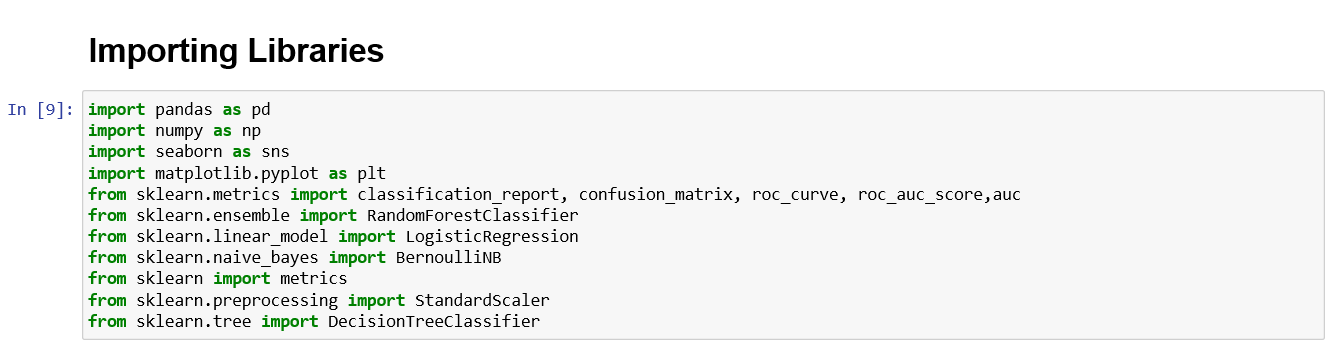 Importing Libraries
In [9]:
import pandas as pd
import numpy as np
import seaborn as sns
import matplotlib.pyplot as plt
from sklearn.metrics import classification_report, confusion_matrix, roc_curve, roc_auc_score,auc
from sklearn.ensemble import RandomForestClassifier
from sklearn.linear_model import LogisticRegression
from sklearn.naive_bayes import BernoulliNB
from sklearn import metrics
from sklearn.preprocessing import StandardScaler
from sklearn.tree import DecisionTreeClassifier